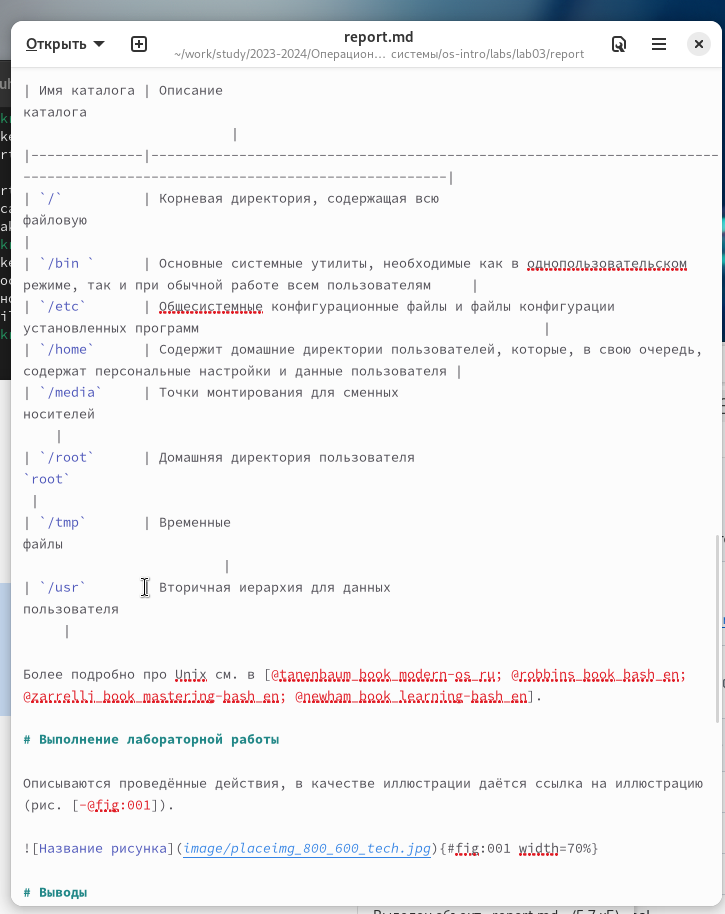 Открыть
report.md
~/work/study/2023-2024/Операцион… системы/os-intro/labs/lab03/report
| Имя каталога | Описание
каталога
|
|--------------|-----------------------------------------------------------------------
-----------------------------------------------------|
| `/`          | Корневая директория, содержащая всю
файловую
|
| `/bin `      | Основные системные утилиты, необходимые как в однопользовательском
режиме, так и при обычной работе всем пользователям     |
| `/etc`       | Общесистемные конфигурационные файлы и файлы конфигурации
установленных программ                                           |
| `/home`      | Содержит домашние директории пользователей, которые, в свою очередь,
содержат персональные настройки и данные пользователя |
| `/media`     | Точки монтирования для сменных
носителей
|
| `/root`      | Домашняя директория пользователя
`root`
|
| `/tmp`       | Временные
файлы
|
| `/usr`       | Вторичная иерархия для данных
пользователя
|
Более подробно про Unix см. в [@tanenbaum_book_modern-os_ru; @robbins_book_bash_en;
@zarrelli_book_mastering-bash_en; @newham_book_learning-bash_en].
# Выполнение лабораторной работы
Описываются проведённые действия, в качестве иллюстрации даётся ссылка на иллюстрацию
(рис. [-@fig:001]).
![Название рисунка](image/placeimg_800_600_tech.jpg){#fig:001 width=70%}
# Выводы